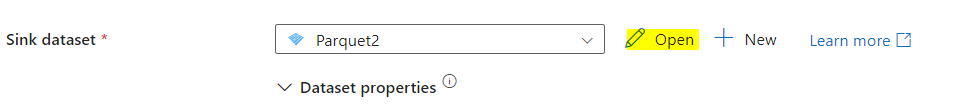 Sink dataset * Parquet2 Open + New Learn more
Dataset properties